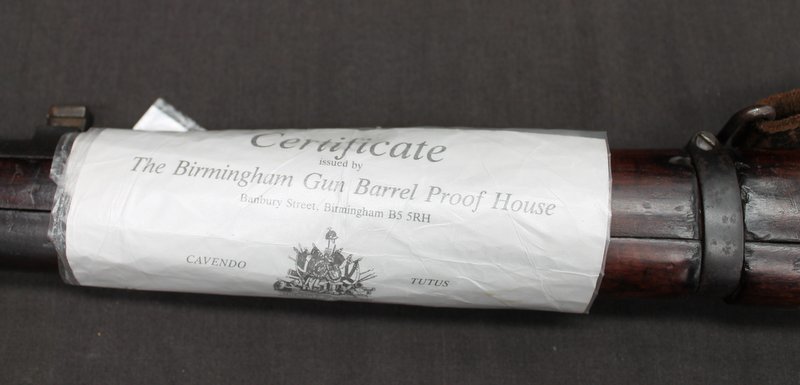 Certificate
issued by
The Birmingham Gun Barrel Proof House
Banbury Street, Birmingham B5 5RH
CAVENDO
TUTUS